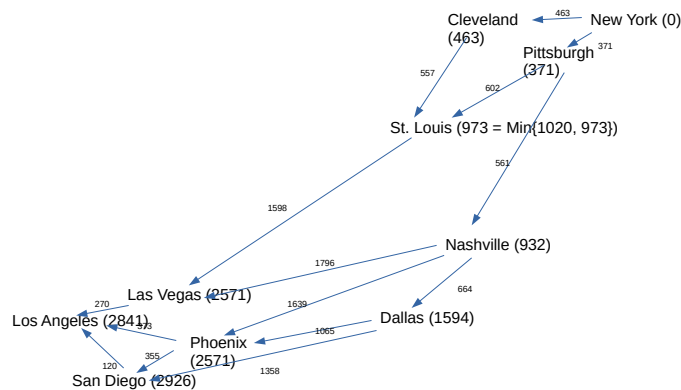 Cleveland
(463)
463
New York (0)
Pittsburgh
(371)
371
557
602
St. Louis (973 = Min{1020, 973})
561
1598
Nashville (932)
1796
664
Las Vegas (2571)
270
1639
Los Angeles (2841)
373
Dallas (1594)
1065
Phoenix
(2571)
355
120
1358
San Diego (2926)